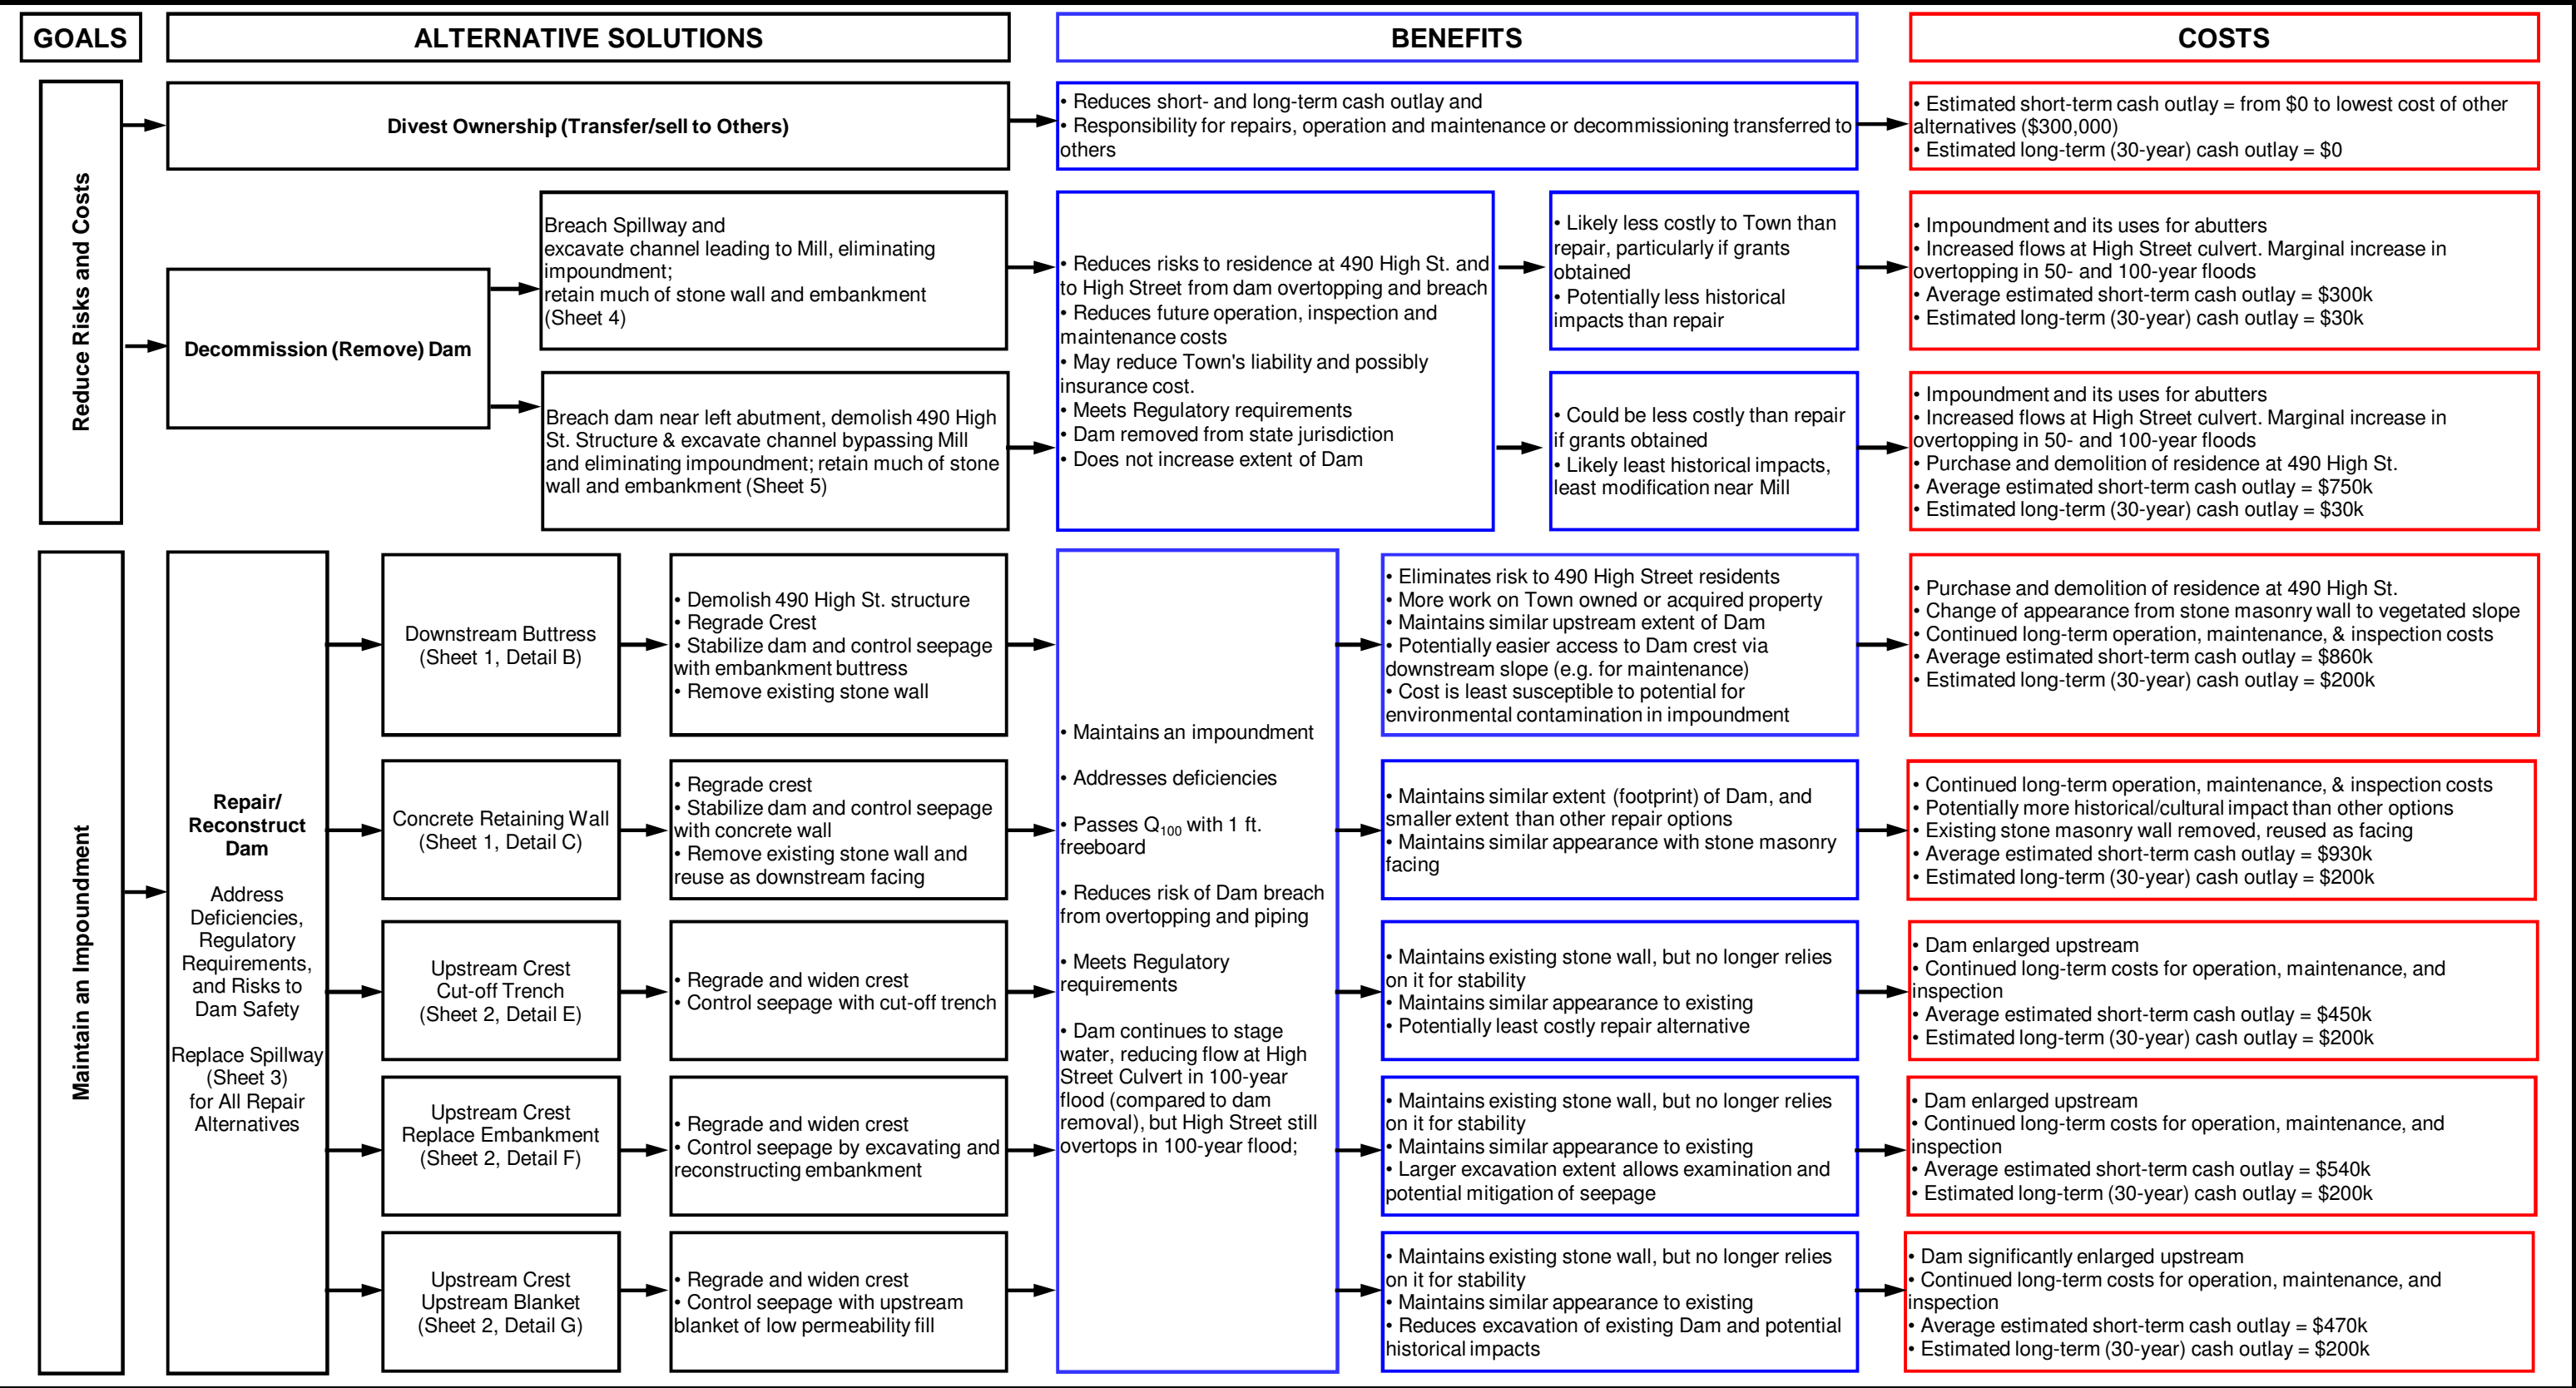 GOALS
ALTERNATIVE SOLUTIONS
BENEFITS
COSTS
Reduce Risks and Costs
Divest Ownership (Transfer/sell to Others)
• Reduces short- and long-term cash outlay and
• Responsibility for repairs, operation and maintenance or decommissioning transferred to
others
• Estimated short-term cash outlay = from $0 to lowest cost of other
alternatives ($300,000)
• Estimated long-term (30-year) cash outlay = $0
Decommission (Remove) Dam
Breach Spillway and
excavate channel leading to Mill, eliminating
impoundment;
retain much of stone wall and embankment
(Sheet 4)
Breach dam near left abutment, demolish 490 High
St. Structure & excavate channel bypassing Mill
and eliminating impoundment; retain much of stone
wall and embankment (Sheet 5)
• Reduces risks to residence at 490 High St. and
to High Street from dam overtopping and breach
• Reduces future operation, inspection and
maintenance costs
• May reduce Town's liability and possibly
insurance cost.
• Meets Regulatory requirements
• Dam removed from state jurisdiction
• Does not increase extent of Dam
• Likely less costly to Town than
repair, particularly if grants
obtained
• Potentially less historical
impacts than repair
• Impoundment and its uses for abutters
• Increased flows at High Street culvert. Marginal increase in
overtopping in 50- and 100-year floods
• Average estimated short-term cash outlay = $300k
• Estimated long-term (30-year) cash outlay = $30k
• Could be less costly than repair
if grants obtained
• Likely least historical impacts,
least modification near Mill
• Impoundment and its uses for abutters
• Increased flows at High Street culvert. Marginal increase in
overtopping in 50- and 100-year floods
• Purchase and demolition of residence at 490 High St.
• Average estimated short-term cash outlay = $750k
• Estimated long-term (30-year) cash outlay = $30k
Maintain an Impoundment
Repair/
Reconstruct
Dam
Address
Deficiencies,
Regulatory
Requirements,
and Risks to
Dam Safety
Replace Spillway
(Sheet 3)
for All Repair
Alternatives
Downstream Buttress
(Sheet 1, Detail B)
• Demolish 490 High St. structure
• Regrade Crest
• Stabilize dam and control seepage
with embankment buttress
• Remove existing stone wall
• Maintains an impoundment
• Addresses deficiencies
• Passes Q₁₀₀ with 1 ft.
freeboard
• Reduces risk of Dam breach
from overtopping and piping
• Meets Regulatory
requirements
• Dam continues to stage
water, reducing flow at High
Street Culvert in 100-year
flood (compared to dam
removal), but High Street still
overtops in 100-year flood;
• Eliminates risk to 490 High Street residents
• More work on Town owned or acquired property
• Maintains similar upstream extent of Dam
• Potentially easier access to Dam crest via
downstream slope (e.g. for maintenance)
• Cost is least susceptible to potential for
environmental contamination in impoundment
• Purchase and demolition of residence at 490 High St.
• Change of appearance from stone masonry wall to vegetated slope
• Continued long-term operation, maintenance, & inspection costs
• Average estimated short-term cash outlay = $860k
• Estimated long-term (30-year) cash outlay = $200k
Concrete Retaining Wall
(Sheet 1, Detail C)
• Regrade crest
• Stabilize dam and control seepage
with concrete wall
• Remove existing stone wall and
reuse as downstream facing
• Maintains similar extent (footprint) of Dam, and
smaller extent than other repair options
• Maintains similar appearance with stone masonry
facing
• Continued long-term operation, maintenance, & inspection costs
• Potentially more historical/cultural impact than other options
• Existing stone masonry wall removed, reused as facing
• Average estimated short-term cash outlay = $930k
• Estimated long-term (30-year) cash outlay = $200k
Upstream Crest
Cut-off Trench
(Sheet 2, Detail E)
• Regrade and widen crest
• Control seepage with cut-off trench
• Maintains existing stone wall, but no longer relies
on it for stability
• Maintains similar appearance to existing
• Potentially least costly repair alternative
• Dam enlarged upstream
• Continued long-term costs for operation, maintenance, and
inspection
• Average estimated short-term cash outlay = $450k
• Estimated long-term (30-year) cash outlay = $200k
Upstream Crest
Replace Embankment
(Sheet 2, Detail F)
• Regrade and widen crest
• Control seepage by excavating and
reconstructing embankment
• Maintains existing stone wall, but no longer relies
on it for stability
• Maintains similar appearance to existing
• Larger excavation extent allows examination and
potential mitigation of seepage
• Dam enlarged upstream
• Continued long-term costs for operation, maintenance, and
inspection
• Average estimated short-term cash outlay = $540k
• Estimated long-term (30-year) cash outlay = $200k
Upstream Crest
Upstream Blanket
(Sheet 2, Detail G)
• Regrade and widen crest
• Control seepage with upstream
blanket of low permeability fill
• Maintains existing stone wall, but no longer relies
on it for stability
• Maintains similar appearance to existing
• Reduces excavation of existing Dam and potential
historical impacts
• Dam significantly enlarged upstream
• Continued long-term costs for operation, maintenance, and
inspection
• Average estimated short-term cash outlay = $470k
• Estimated long-term (30-year) cash outlay = $200k